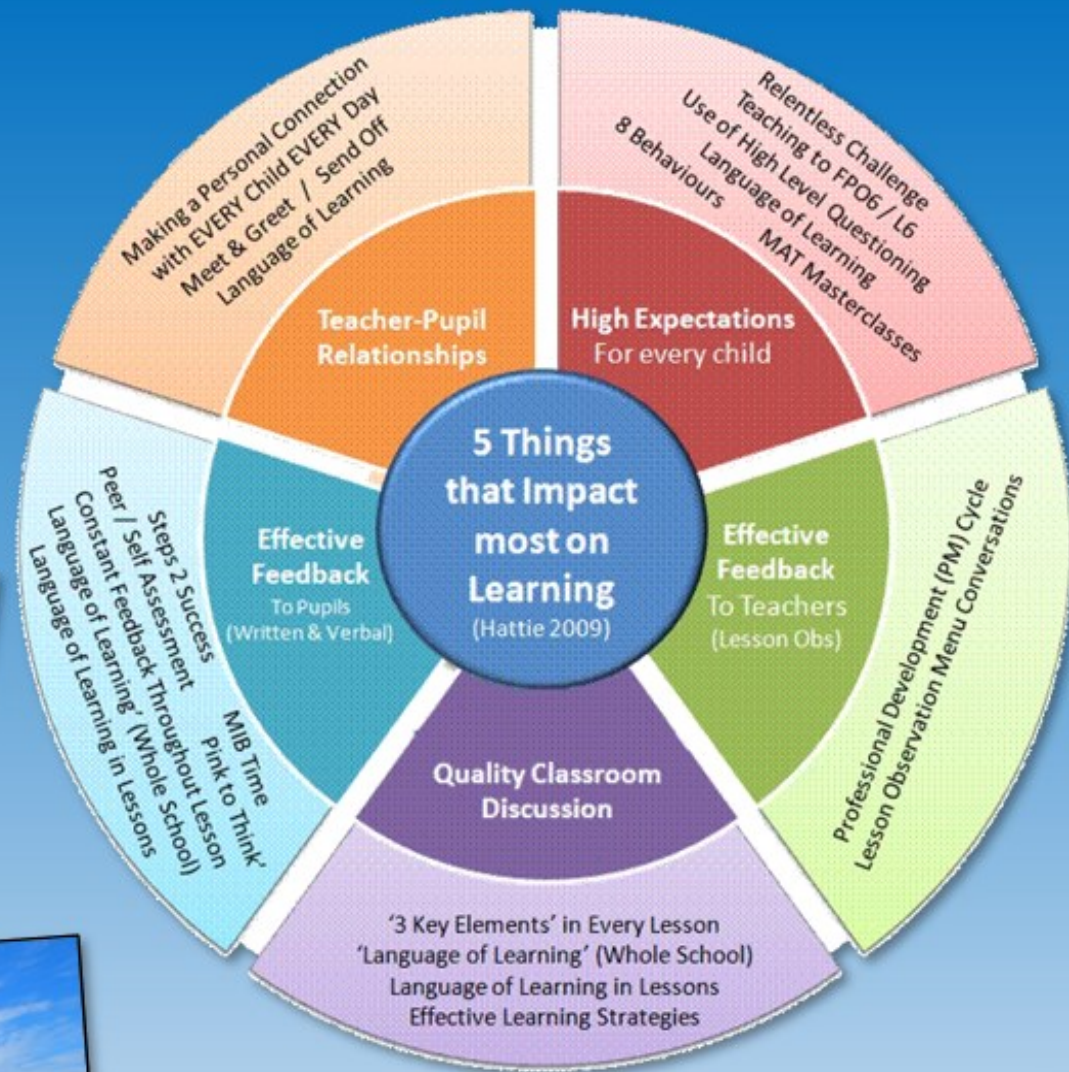 5 Things
that Impact
most on
Learning
(Hattie 2009)
Teacher-Pupil
Relationships
Making a Personal Connection
with EVERY Child EVERY Day
Meet & Greet / Send Off
Language of Learning
High Expectations
For every child
Relentless Challenge
Teaching to FPO6 / L6
Use of High Level Questioning
Language of Learning
8 Behaviours
MAT Masterclasses
Effective
Feedback
To Teachers
(Lesson Obs)
Professional Development (PM) Cycle
Lesson Observation Menu Conversations
Quality Classroom
Discussion
‘3 Key Elements’ in Every Lesson
‘Language of Learning’ (Whole School)
Language of Learning in Lessons
Effective Learning Strategies
Effective
Feedback
To Pupils
(Written & Verbal)
Steps 2 Success
MIB Time
Peer / Self Assessment
Pink to Think’
Constant Feedback Throughout Lesson
Language of Learning’ (Whole School)
Language of Learning in Lessons